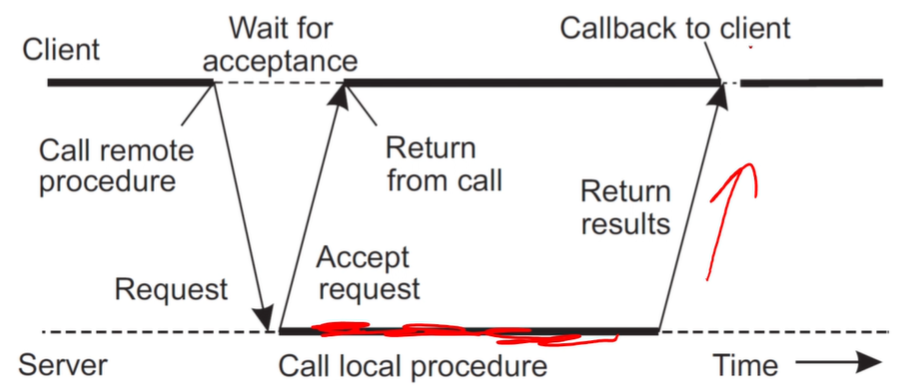 Client
Wait for
acceptance
Callback to client
Call remote
procedure
Return
from call
Return
results
Accept
request
Request
Server
Call local procedure
Time